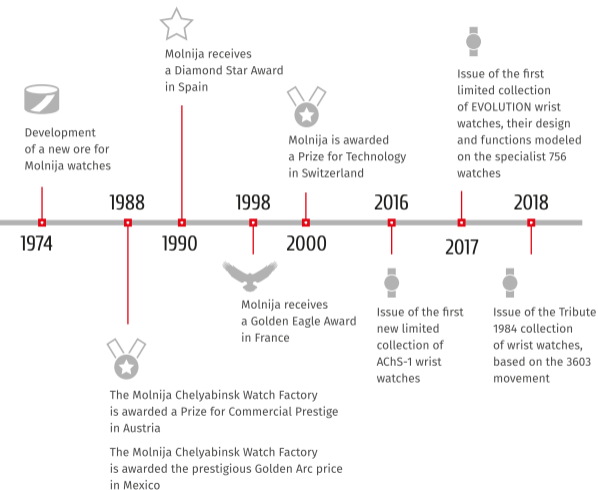 Molnija receives
a Diamond Star Award
in Spain
Issue of the first
limited collection
of EVOLUTION wrist
watches, their design
and functions modeled
on the specialist 756
watches
Development
of a new ore for
Molnija watches
Molnija is awarded
a Prize for Technology
in Switzerland
1988
1998
2016
2018
1974
1990
2000
2017
Molnija receives
a Golden Eagle Award
in France
Issue of the first
new limited
collection of
AChS-1 wrist
watches
Issue of the Tribute
1984 collection
of wrist watches,
based on the 3603
movement
The Molnija Chelyabinsk Watch Factory
is awarded a Prize for Commercial Prestige
in Austria
The Molnija Chelyabinsk Watch Factory
is awarded the prestigious Golden Arc price
in Mexico